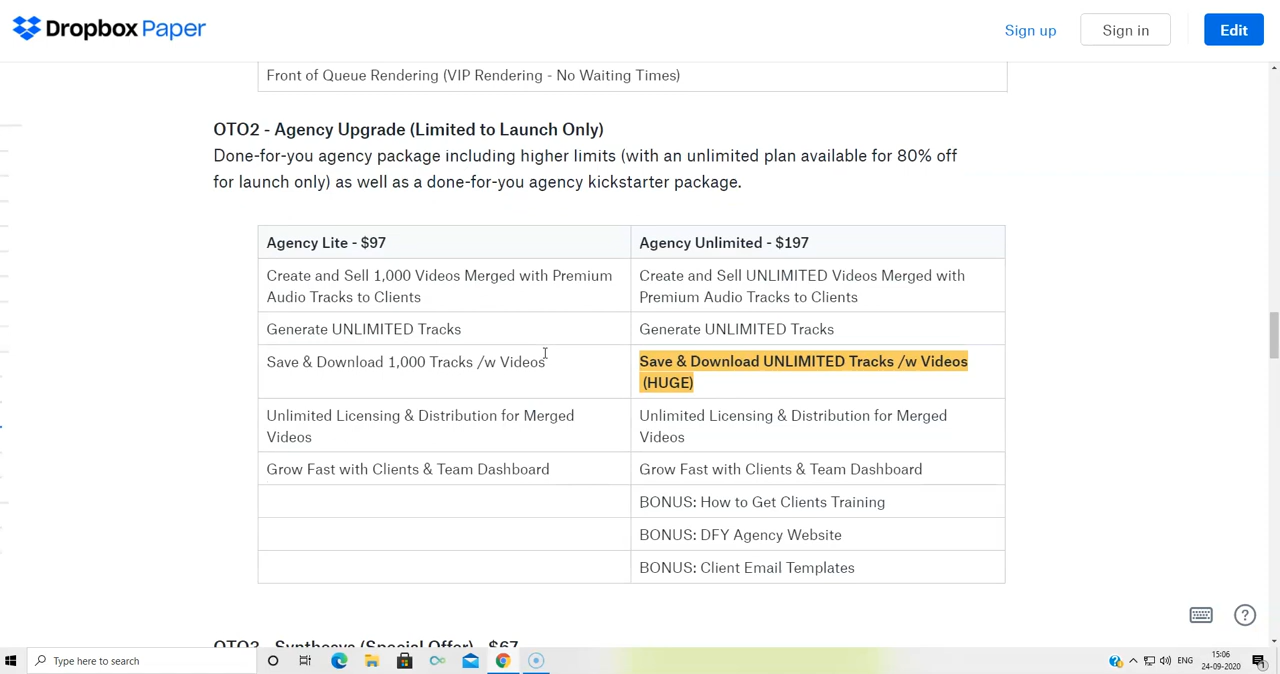 Dropbox Paper
Sign up
Sign in
Edit
Front of Queue Rendering (VIP Rendering - No Waiting Times)
OTO2 - Agency Upgrade (Limited to Launch Only)
Done-for-you agency package including higher limits (with an unlimited plan available for 80% off
for launch only) as well as a done-for-you agency kickstarter package.
Agency Lite - $97
Agency Unlimited - $197
Create and Sell 1,000 Videos Merged with Premium
Audio Tracks to Clients
Create and Sell UNLIMITED Videos Merged with
Premium Audio Tracks to Clients
Generate UNLIMITED Tracks
Generate UNLIMITED Tracks
Save & Download 1,000 Tracks /w Videos
Save & Download UNLIMITED Tracks /w Videos
(HUGE)
Unlimited Licensing & Distribution for Merged
Videos
Unlimited Licensing & Distribution for Merged
Videos
Grow Fast with Clients & Team Dashboard
Grow Fast with Clients & Team Dashboard
BONUS: How to Get Clients Training
BONUS: DFY Agency Website
BONUS: Client Email Templates
OTO3 - Synthesys (Special Offer) - $67
Type here to search
ENG
15:06
24-09-2020